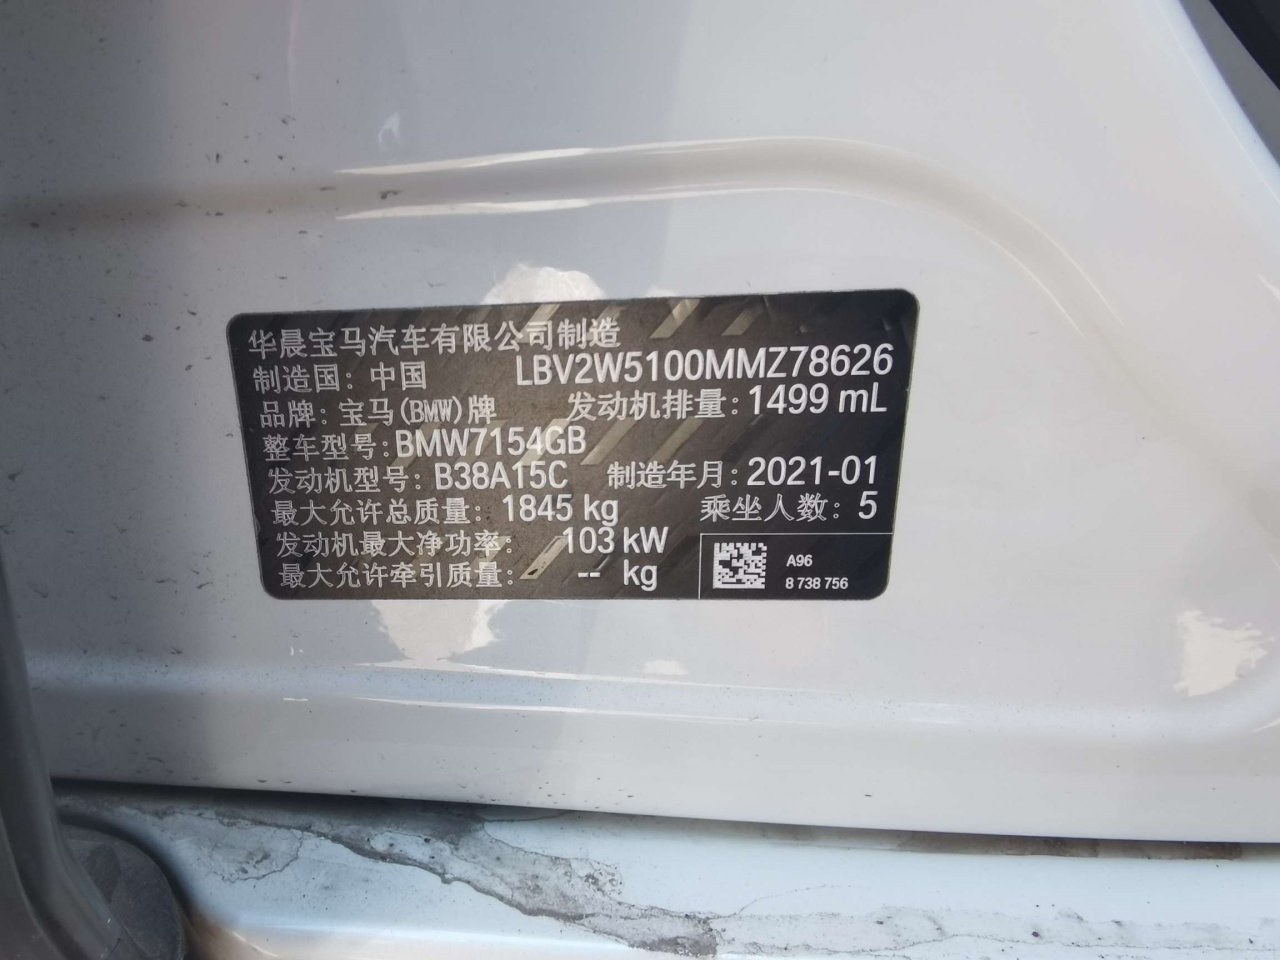 华晨宝马汽车有限公司制造
制造国: 中国 LBV2W5100MMZ78626
品牌: 宝马(BMW)牌 发动机排量: 1499 mL
整车型号: BMW7154GB
发动机型号: B38A15C 制造年月: 2021-01
最大允许总质量: 1845 kg 乘坐人数: 5
发动机最大净功率: 103 kW
最大允许牵引质量: -- kg
A96
8 738 756